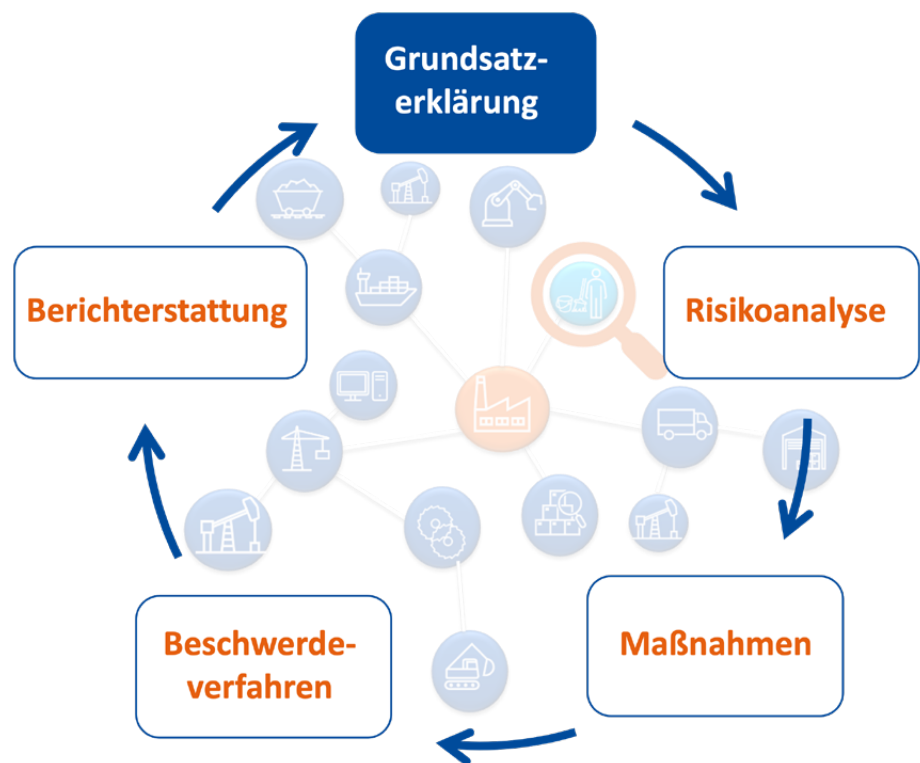 Grundsatz-
erklärung
Berichterstattung
Risikoanalyse
Beschwerde-
verfahren
Maßnahmen